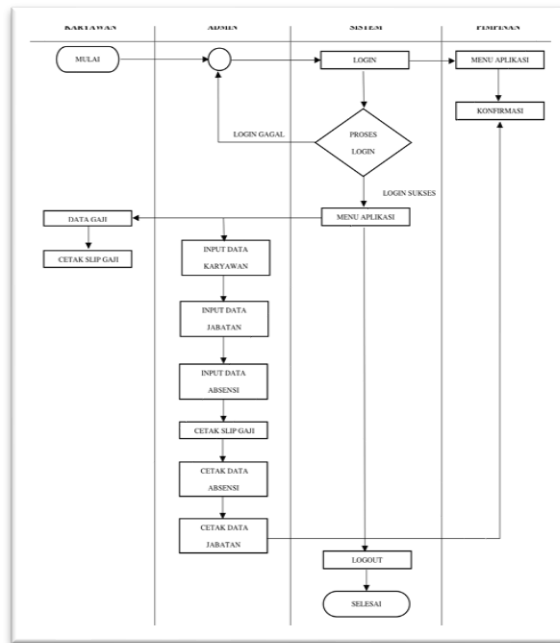 KARYAWAN
ADMIN
SISTEMI
PIMPINAN
MULAI
LOGIN
MENU APLIKASI
KONFIRMASI
LOGIN GAGAL
PROSES
LOGIN
LOGIN SUKSES
DATA GAJI
MENU APLIKASI
CETAK SLIP GAJI
INPUT DATA
KARYAWAN
INPUT DATA
JABATAN
INPUT DATA
ABSENSI
CETAK SLIP GAJI
CETAK DATA
ABSENSI
CETAK DATA
JABATAN
LOGOUT
SELESAI